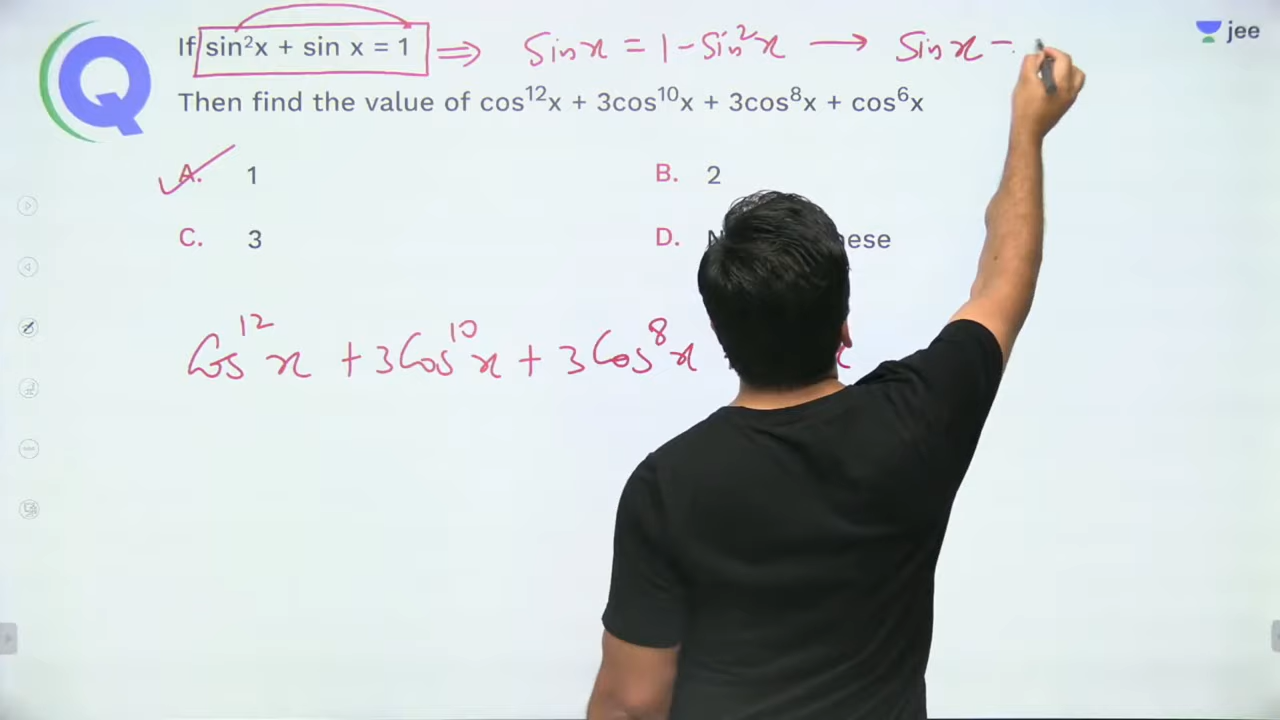 If sin²x + sin x = 1 ⇒ Sin x = 1 - Sin²x → Sin x =
jee
Then find the value of cos¹²x + 3cos¹⁰x + 3cos⁸x + cos⁶x
A. 1
B. 2
C. 3
D. ese
Cos¹²x + 3Cos¹⁰x + 3Cos⁸x